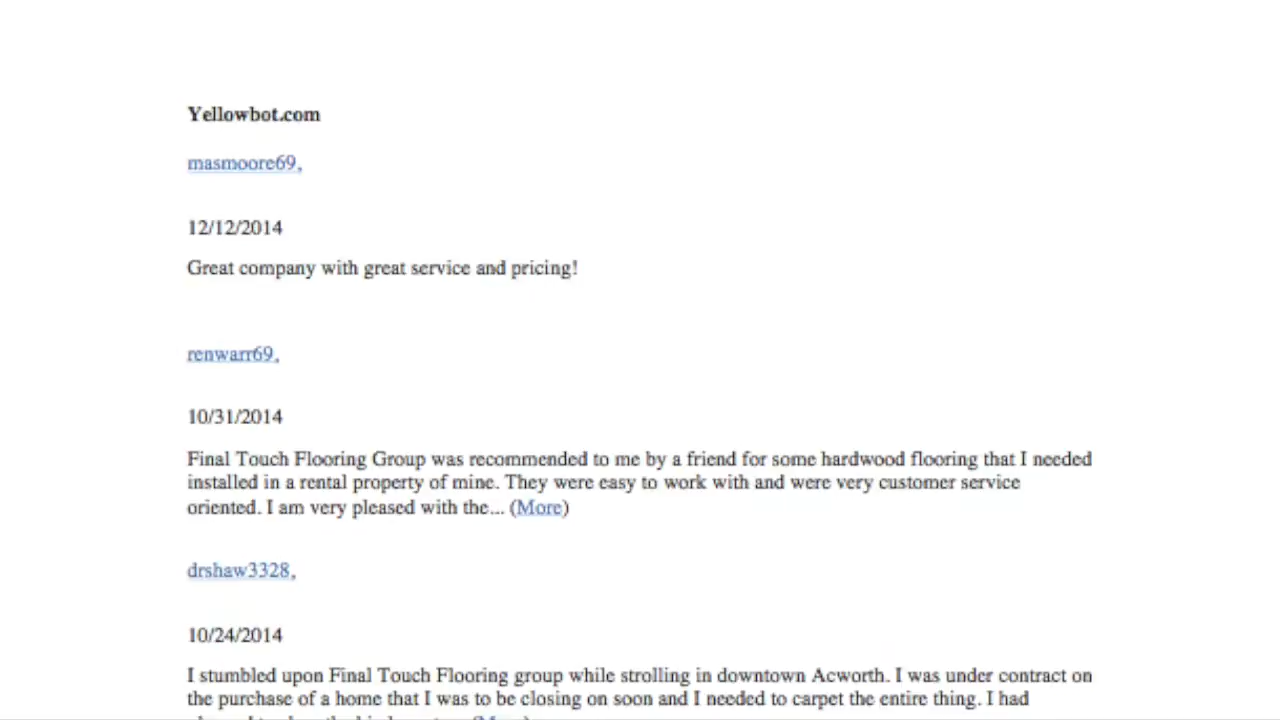 Yellowbot.com
masmoore69,
12/12/2014
Great company with great service and pricing!
renwarr69,
10/31/2014
Final Touch Flooring Group was recommended to me by a friend for some hardwood flooring that I needed
installed in a rental property of mine. They were easy to work with and were very customer service
oriented. I am very pleased with the... (More)
drshaw3328,
10/24/2014
I stumbled upon Final Touch Flooring group while strolling in downtown Acworth. I was under contract on
the purchase of a home that I was to be closing on soon and I needed to carpet the entire thing. I had